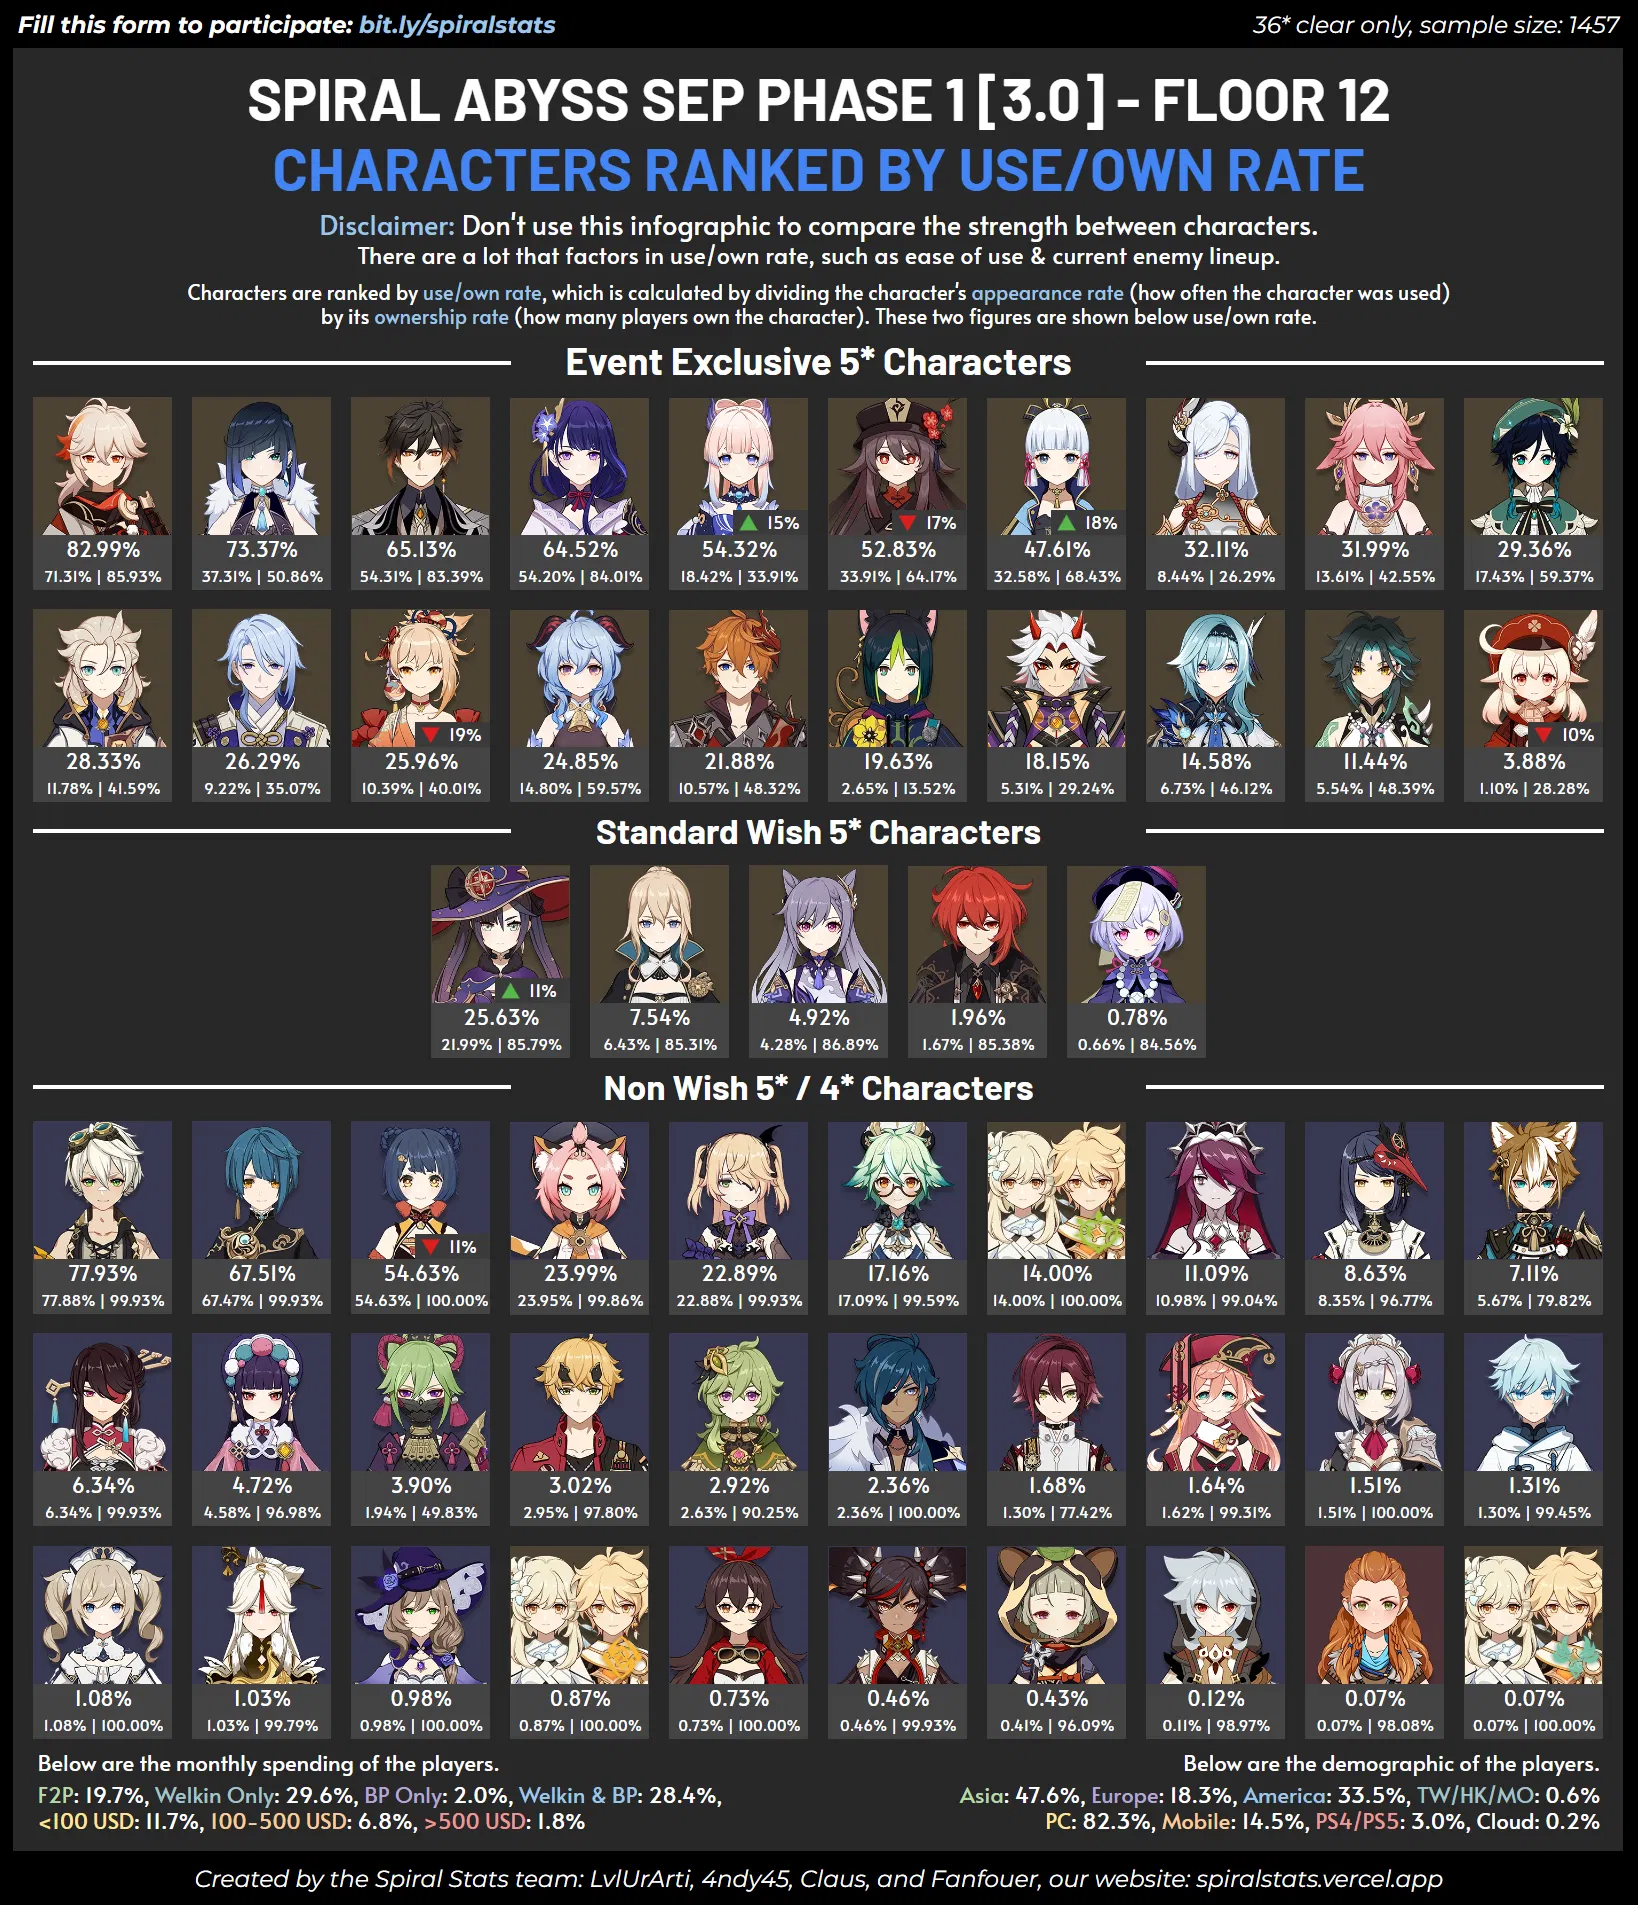 Fill this form to participate: bit.ly/spiralstats
36* clear only, sample size: 1457
SPIRAL ABYSS SEP PHASE 1 [3.0] - FLOOR 12
CHARACTERS RANKED BY USE/OWN RATE
Disclaimer: Don't use this infographic to compare the strength between characters.
There are a lot that factors in use/own rate, such as ease of use & current enemy lineup.
Characters are ranked by use/own rate, which is calculated by dividing the character's appearance rate (how often the character was used)
by its ownership rate (how many players own the character). These two figures are shown below use/own rate.
Event Exclusive 5* Characters
▲ 15% ▼ 17% ▲ 18%
82.99% 73.37% 65.13% 64.52% 54.32% 52.83% 47.61% 32.11% 31.99% 29.36%
71.31% | 85.93% 37.31% | 50.86% 54.31% | 83.39% 54.20% | 84.01% 18.42% | 33.91% 33.91% | 64.17% 32.58% | 68.43% 8.44% | 26.29% 13.61% | 42.55% 17.43% | 59.37%
▼ 19% ▼ 10%
28.33% 26.29% 25.96% 24.85% 21.88% 19.63% 18.15% 14.58% 11.44% 3.88%
11.78% | 41.59% 9.22% | 35.07% 10.39% | 40.01% 14.80% | 59.57% 10.57% | 48.32% 2.65% | 13.52% 5.31% | 29.24% 6.73% | 46.12% 5.54% | 48.39% 1.10% | 28.28%
Standard Wish 5* Characters
▲ 11%
25.63% 7.54% 4.92% 1.96% 0.78%
21.99% | 85.79% 6.43% | 85.31% 4.28% | 86.89% 1.67% | 85.38% 0.66% | 84.56%
Non Wish 5* / 4* Characters
▼ 11%
77.93% 67.51% 54.63% 23.99% 22.89% 17.16% 14.00% 11.09% 8.63% 7.11%
77.88% | 99.93% 67.47% | 99.93% 54.63% | 100.00% 23.95% | 99.86% 22.88% | 99.93% 17.09% | 99.59% 14.00% | 100.00% 10.98% | 99.04% 8.35% | 96.77% 5.67% | 79.82%
6.34% 4.72% 3.90% 3.02% 2.92% 2.36% 1.68% 1.64% 1.51% 1.31%
6.34% | 99.93% 4.58% | 96.98% 1.94% | 49.83% 2.95% | 97.80% 2.63% | 90.25% 2.36% | 100.00% 1.30% | 77.42% 1.62% | 99.31% 1.51% | 100.00% 1.30% | 99.45%
1.08% 1.03% 0.98% 0.87% 0.73% 0.46% 0.43% 0.12% 0.07% 0.07%
1.08% | 100.00% 1.03% | 99.79% 0.98% | 100.00% 0.87% | 100.00% 0.73% | 100.00% 0.46% | 99.93% 0.41% | 96.09% 0.11% | 98.97% 0.07% | 98.08% 0.07% | 100.00%
Below are the monthly spending of the players.
F2P: 19.7%, Welkin Only: 29.6%, BP Only: 2.0%, Welkin & BP: 28.4%,
<100 USD: 11.7%, 100-500 USD: 6.8%, >500 USD: 1.8%
Below are the demographic of the players.
Asia: 47.6%, Europe: 18.3%, America: 33.5%, TW/HK/MO: 0.6%
PC: 82.3%, Mobile: 14.5%, PS4/PS5: 3.0%, Cloud: 0.2%
Created by the Spiral Stats team: LvlUrArti, 4ndy45, Claus, and Fanfouer, our website: spiralstats.vercel.app